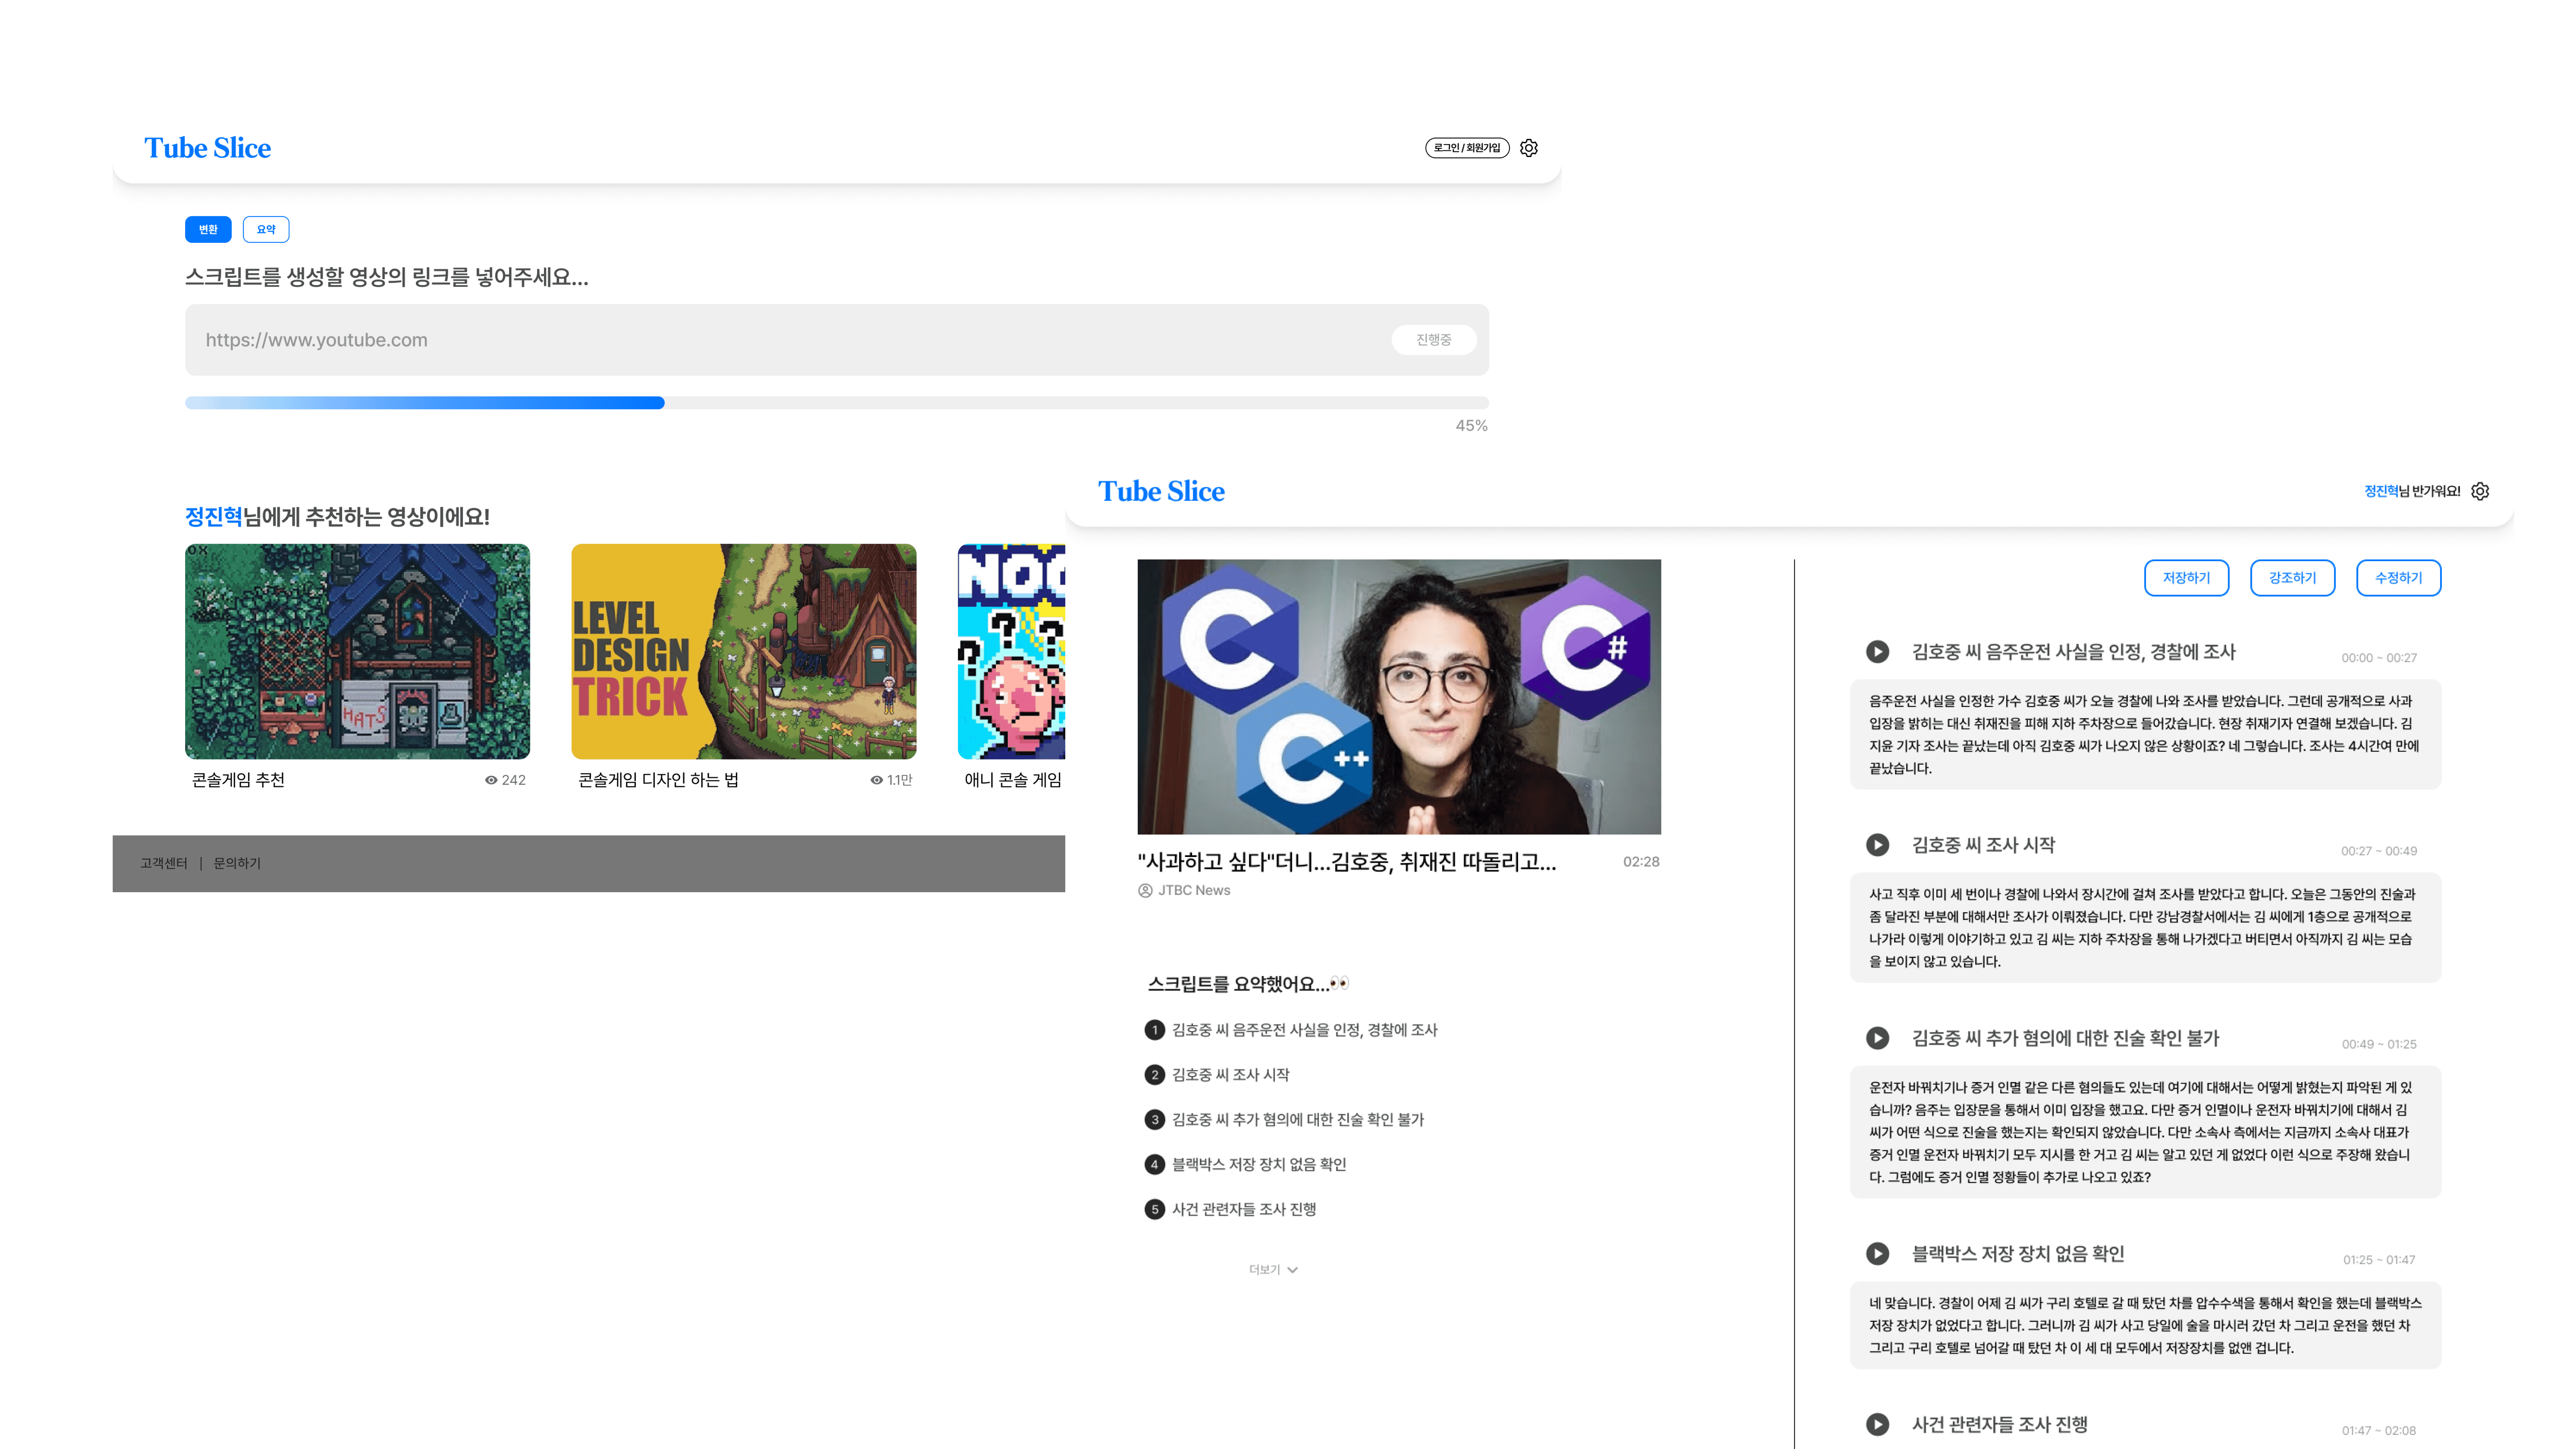 Tube Slice
로그인 / 회원가입
변환
요약
스크립트를 생성할 영상의 링크를 넣어주세요...
https://www.youtube.com
진행중
45%
정진혁님에게 추천하는 영상이에요!
HATS
LEVEL
DESIGN
TRICK
콘솔게임 추천
242
콘솔게임 디자인 하는 법
1.1만
애니 콘솔 게임
고객센터 | 문의하기
Tube Slice
정진혁님 반가워요!
C
C++
C#
"사과하고 싶다"더니...김호중, 취재진 따돌리고...
02:28
JTBC News
스크립트를 요약했어요...👀
1 김호중 씨 음주운전 사실을 인정, 경찰에 조사
2 김호중 씨 조사 시작
3 김호중 씨 추가 혐의에 대한 진술 확인 불가
4 블랙박스 저장 장치 없음 확인
5 사건 관련자들 조사 진행
더보기
저장하기
강조하기
수정하기
김호중 씨 음주운전 사실을 인정, 경찰에 조사
00:00 ~ 00:27
음주운전 사실을 인정한 가수 김호중 씨가 오늘 경찰에 나와 조사를 받았습니다. 그런데 공개적으로 사과
입장을 밝히는 대신 취재진을 피해 지하 주차장으로 들어갔습니다. 현장 취재기자 연결해 보겠습니다. 김
지윤 기자 조사는 끝났는데 아직 김호중 씨가 나오지 않은 상황이죠? 네 그렇습니다. 조사는 4시간여 만에
끝났습니다.
김호중 씨 조사 시작
00:27 ~ 00:49
사고 직후 이미 세 번이나 경찰에 나와서 장시간에 걸쳐 조사를 받았다고 합니다. 오늘은 그동안의 진술과
좀 달라진 부분에 대해서만 조사가 이뤄졌습니다. 다만 강남경찰서에서는 김 씨에게 1층으로 공개적으로
나가라 이렇게 이야기하고 있고 김 씨는 지하 주차장을 통해 나가겠다고 버티면서 아직까지 김 씨는 모습
을 보이지 않고 있습니다.
김호중 씨 추가 혐의에 대한 진술 확인 불가
00:49 ~ 01:25
운전자 바꿔치기나 증거 인멸 같은 다른 혐의들도 있는데 여기에 대해서는 어떻게 밝혔는지 파악된 게 있
습니까? 음주는 입장문을 통해서 이미 입장을 했고요. 다만 증거 인멸이나 운전자 바꿔치기에 대해서 김
씨가 어떤 식으로 진술을 했는지는 확인되지 않았습니다. 다만 소속사 측에서는 지금까지 소속사 대표가
증거 인멸 운전자 바꿔치기 모두 지시를 한 거고 김 씨는 알고 있던 게 없었다 이런 식으로 주장해 왔습니
다. 그럼에도 증거 인멸 정황들이 추가로 나오고 있죠?
블랙박스 저장 장치 없음 확인
01:25 ~ 01:47
네 맞습니다. 경찰이 어제 김 씨가 구리 호텔로 갈 때 탔던 차를 압수수색을 통해서 확인을 했는데 블랙박스
저장 장치가 없었다고 합니다. 그러니까 김 씨가 사고 당일에 술을 마시러 갔던 차 그리고 운전을 했던 차
그리고 구리 호텔로 넘어갈 때 탔던 차 이 세 대 모두에서 저장장치를 없앤 겁니다.
사건 관련자들 조사 진행
01:47 ~ 02:08